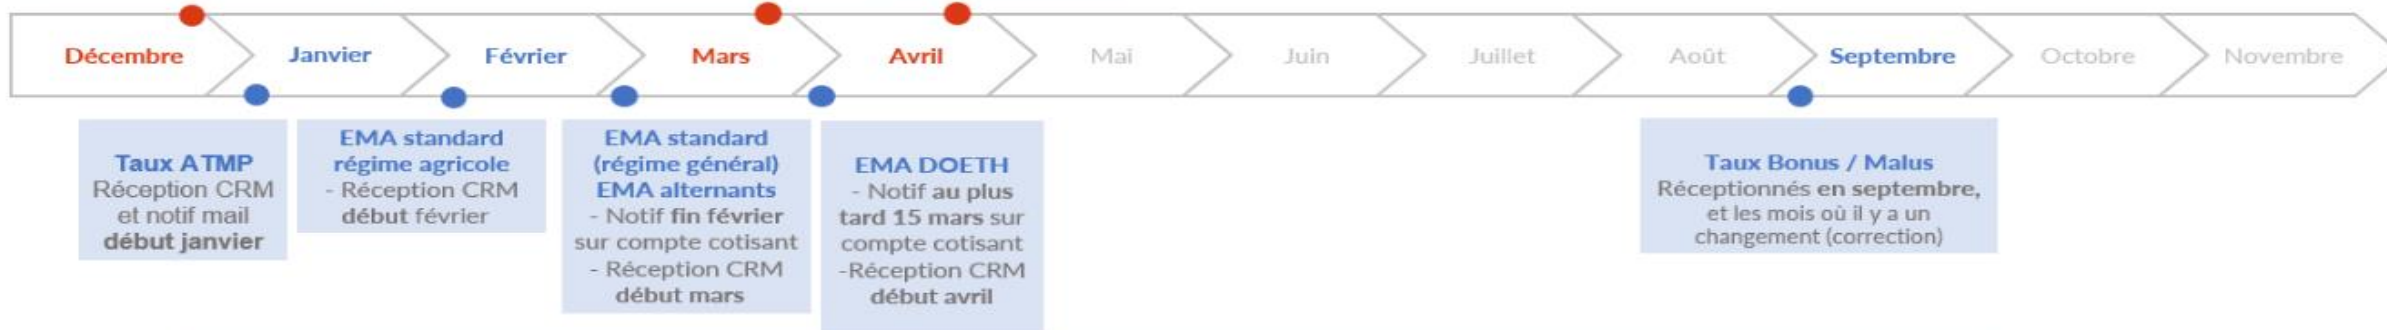 Décembre
Janvier
Février
Mars
Avril
Mai
Juin
Juillet
Août
Septembre
Octobre
Novembre
Taux ATMP
Réception CRM
et notif mail
début janvier
EMA standard
régime agricole
- Réception CRM
début février
EMA standard
(régime général)
EMA alternants
- Notif fin février
sur compte cotisant
- Réception CRM
début mars
EMA DOETH
- Notif au plus
tard 15 mars sur
compte cotisant
-Réception CRM
début avril
Taux Bonus / Malus
Réceptionnés en septembre,
et les mois où il y a un
changement (correction)